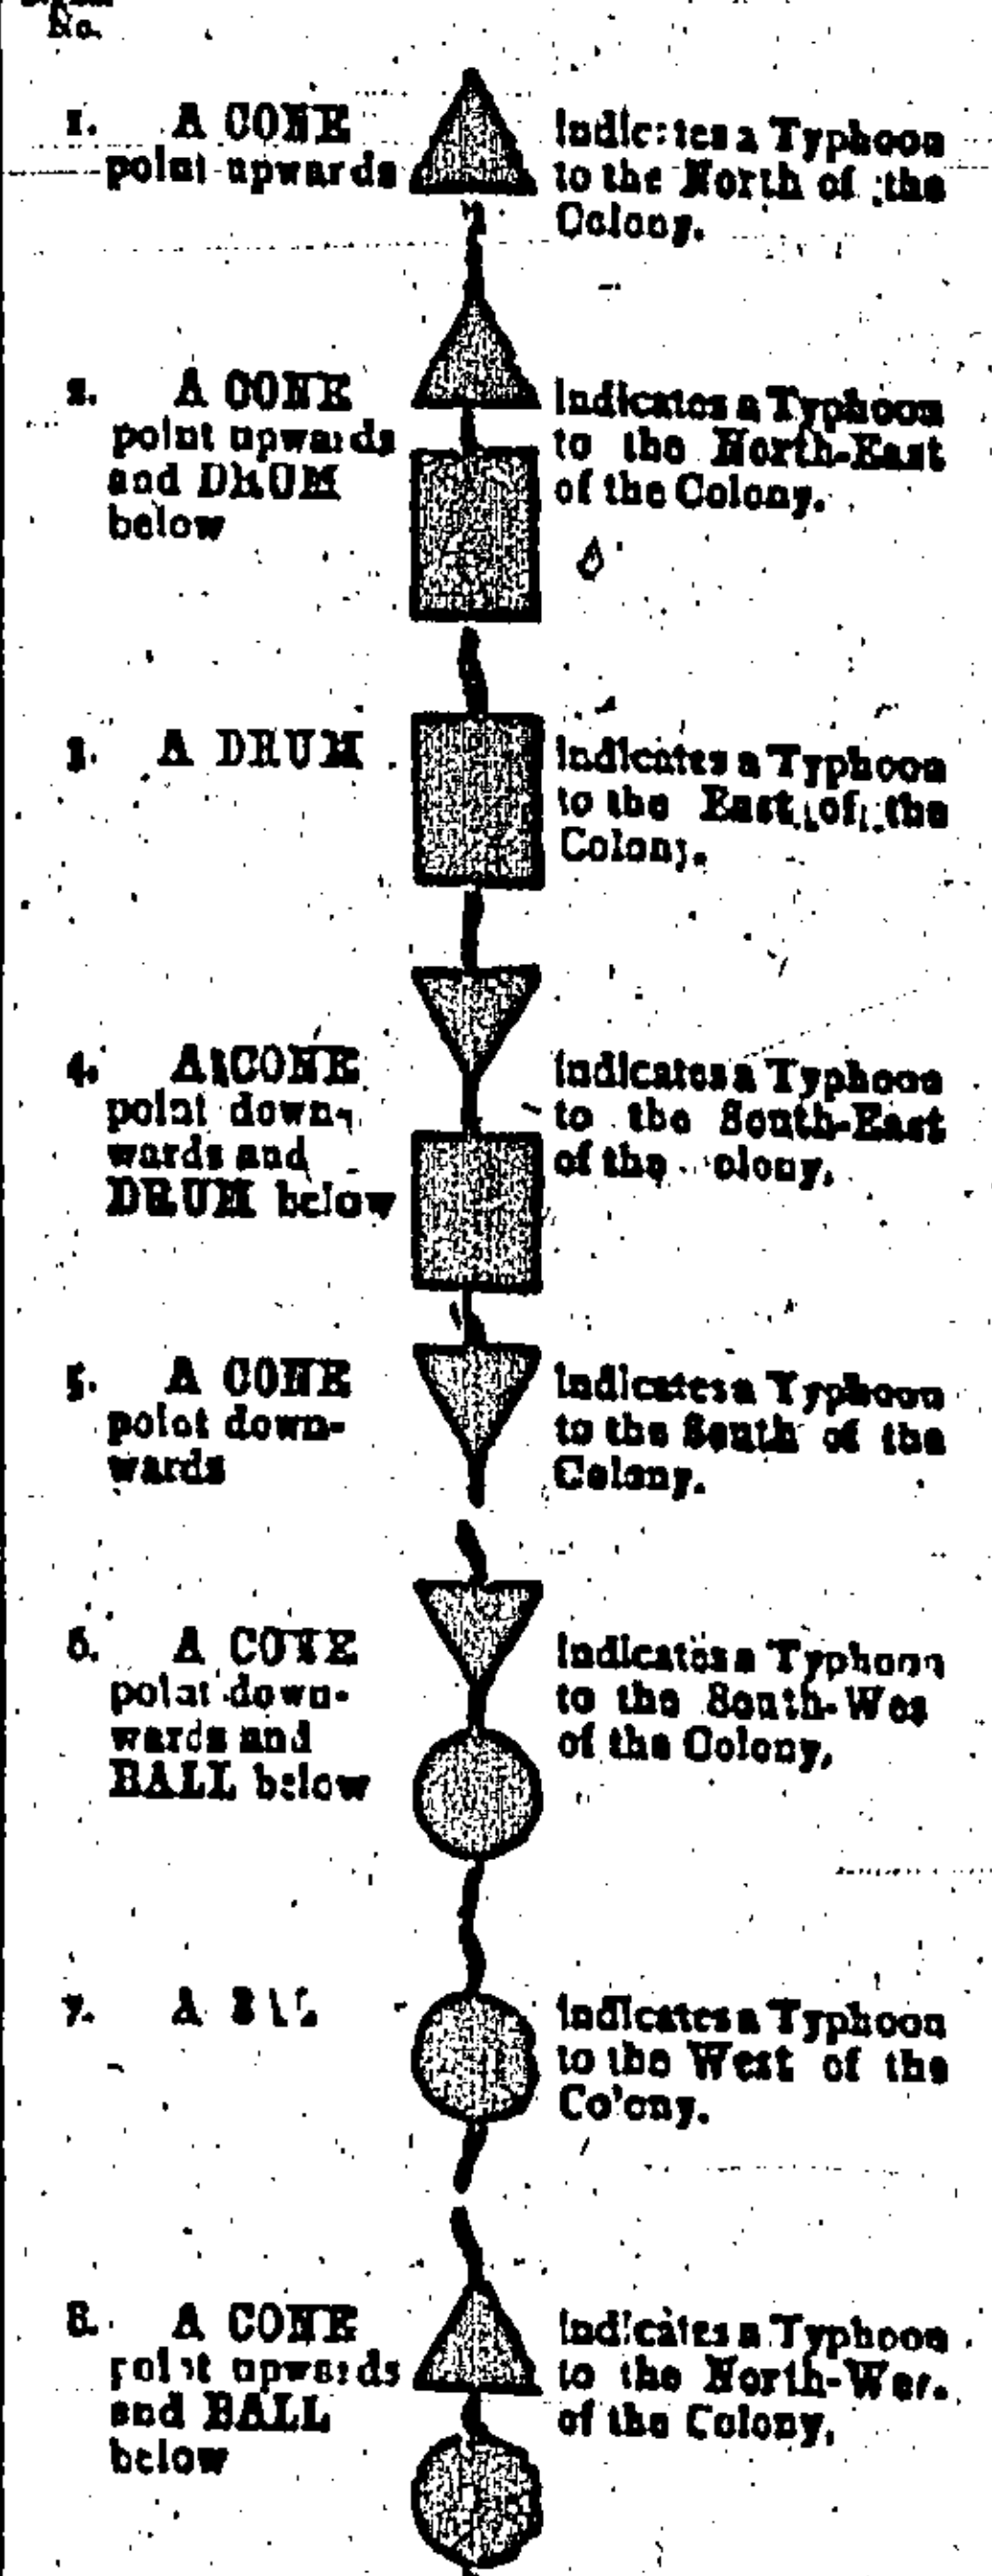 No.
1. A CONE
point upwards
Indicates a Typhoon
to the North of the
Colony.
2. A CONE
point upwards
and DRUM
below
Indicates a Typhoon
to the North-East
of the Colony.
3. A DRUM
Indicates a Typhoon
to the East of the
Colony.
4. A CONE
point down-
wards and
DRUM below
Indicates a Typhoon
to the South-East
of the olony.
5. A CONE
point down-
wards
Indicates a Typhoon
to the South of the
Colony.
6. A CONE
point down-
wards and
BALL below
Indicates a Typhoon
to the South-Wes
of the Colony.
7. A
Indicates a Typhoon
to the West of the
Colony.
8. A CONE
point upwards
and BALL
below
Indicates a Typhoon
to the
of the Colony.